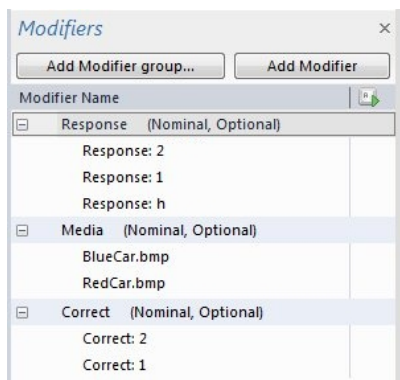 Modifiers
Add Modifier group... Add Modifier
Modifier Name
Response (Nominal, Optional)
Response: 2
Response: 1
Response: h
Media (Nominal, Optional)
BlueCar.bmp
RedCar.bmp
Correct (Nominal, Optional)
Correct: 2
Correct: 1